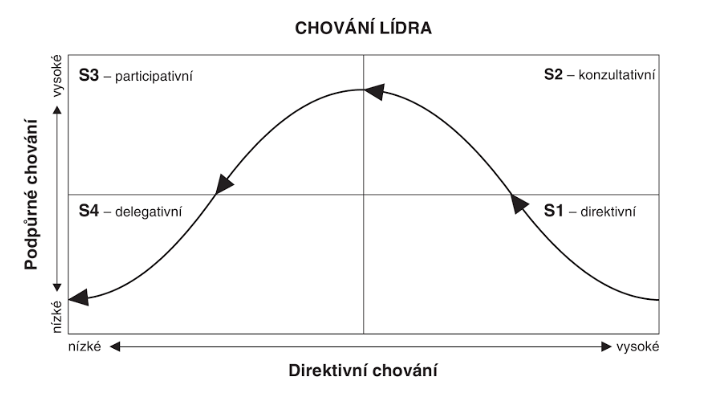 CHOVÁNÍ LÍDRA
vysoké
S3 – participativní
S2 – konzultativní
Podpůrné chování
S4 – delegativní
S1 – direktivní
nízké
nízké
vysoké
Direktivní chování